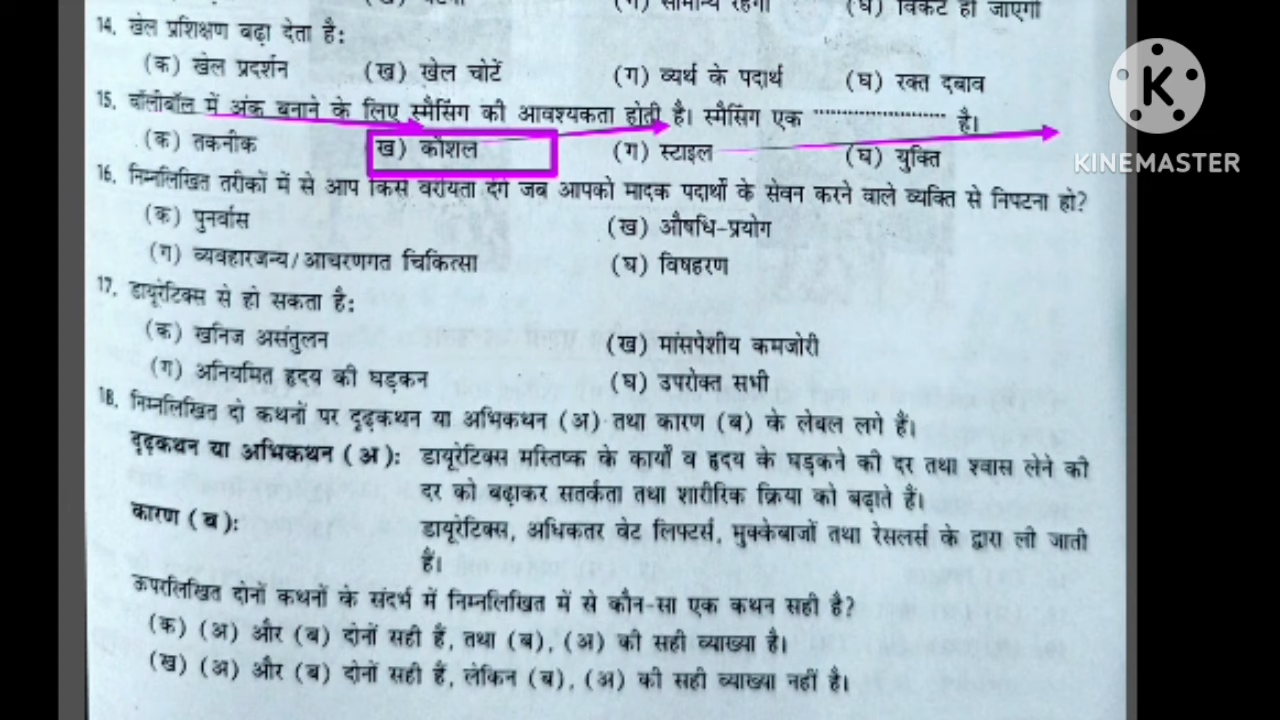 (ग) सामान्य रहेगी (घ) विकट हो जाएगी
14. खेल प्रशिक्षण बढ़ा देता है:
(क) खेल प्रदर्शन (ख) खेल चोटें (ग) व्यर्थ के पदार्थ (घ) रक्त दबाव
15. वॉलीबॉल में अंक बनाने के लिए स्मैसिंग की आवश्यकता होती है। स्मैसिंग एक ........................ है।
(क) तकनीक (ख) कौशल (ग) स्टाइल (घ) युक्ति
KINEMASTER
16. निम्नलिखित तरीकों में से आप किसे वरीयता देंगे जब आपको मादक पदार्थों के सेवन करने वाले व्यक्ति से निपटना हो?
(क) पुनर्वास (ख) औषधि-प्रयोग
(ग) व्यवहारजन्य/आचरणगत चिकित्सा (घ) विषहरण
17. डायूरेटिक्स से हो सकता है:
(क) खनिज असंतुलन (ख) मांसपेशीय कमजोरी
(ग) अनियमित हृदय की घड़कन (घ) उपरोक्त सभी
18. निम्नलिखित दो कथनों पर दृढ़कथन या अभिकथन (अ) तथा कारण (ब) के लेबल लगे हैं।
दृढ़कथन या अभिकथन (अ): डायूरेटिक्स मस्तिष्क के कार्यों व हृदय के घड़कने की दर तथा श्वास लेने की
दर को बढ़ाकर सतर्कता तथा शारीरिक क्रिया को बढ़ाते हैं।
कारण (ब): डायूरेटिक्स, अधिकतर वेट लिफ्टर्स, मुक्केबाजों तथा रेसलर्स के द्वारा ली जाती
हैं।
ऊपरलिखित दोनों कथनों के संदर्भ में निम्नलिखित में से कौन-सा एक कथन सही है?
(क) (अ) और (ब) दोनों सही हैं, तथा (ब), (अ) की सही व्याख्या है।
(ख) (अ) और (ब) दोनों सही हैं, लेकिन (ब), (अ) की सही व्याख्या नहीं है।